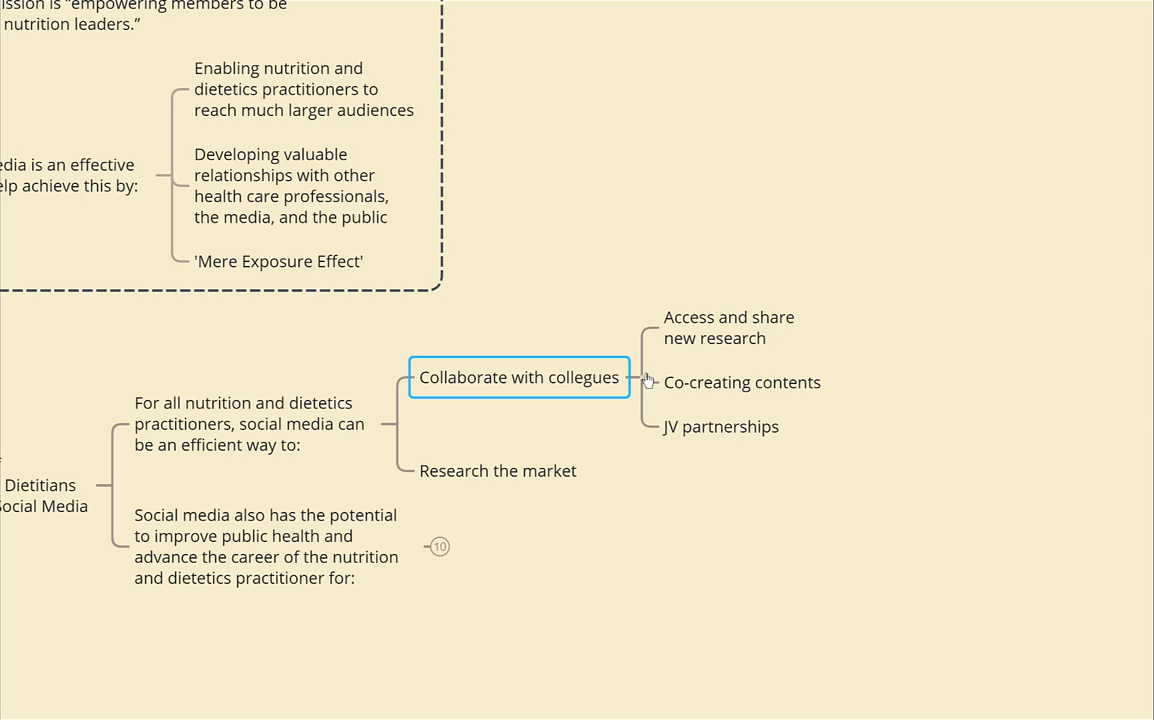 ission is “empowering members to be
nutrition leaders.”
Enabling nutrition and
dietetics practitioners to
reach much larger audiences
edia is an effective
elp achieve this by:
Developing valuable
relationships with other
health care professionals,
the media, and the public
'Mere Exposure Effect'
Access and share
new research
Collaborate with collegues
Co-creating contents
JV partnerships
For all nutrition and dietetics
practitioners, social media can
be an efficient way to:
Research the market
Dietitians
Social Media
Social media also has the potential
to improve public health and
advance the career of the nutrition
and dietetics practitioner for:
10